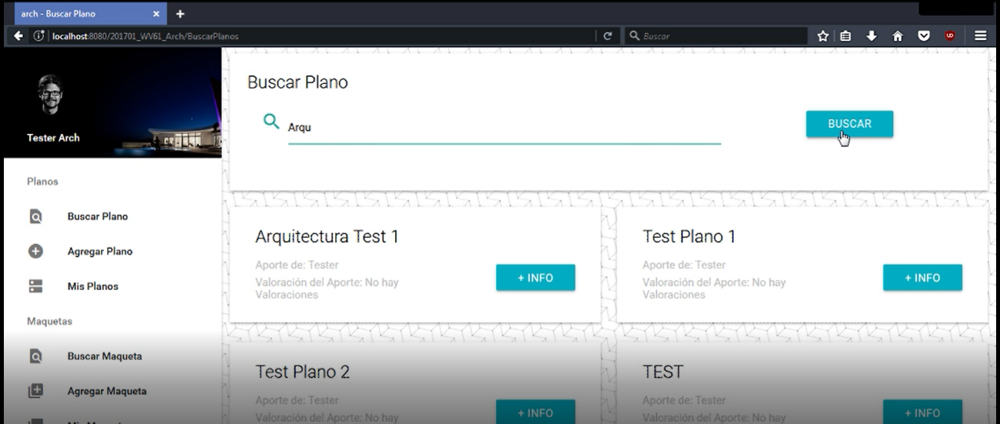 arch - Buscar Plano
localhost:8080/201701_WV61_Arch/BuscarPlanos
Buscar
Tester Arch
Planos
Buscar Plano
Agregar Plano
Mis Planos
Maquetas
Buscar Maqueta
Agregar Maqueta
Buscar Plano
Arqu
BUSCAR
Arquitectura Test 1
Aporte de: Tester
Valoración del Aporte: No hay
Valoraciones
+ INFO
Test Plano 1
Aporte de: Tester
Valoración del Aporte: No hay
Valoraciones
+ INFO
Test Plano 2
Aporte de: Tester
Valoración del Aporte: No hay
+ INFO
TEST
Aporte de: Tester
Valoración del Aporte: No hay
+ INFO